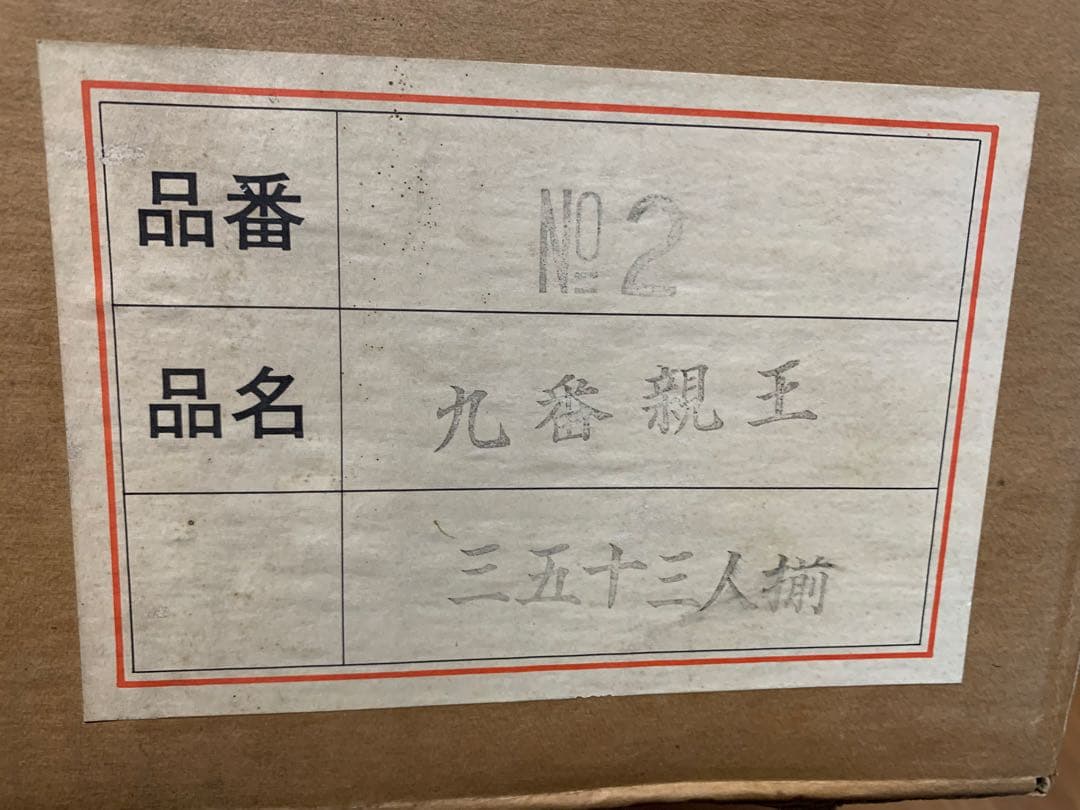 品番 №2
品名 九番親王
三五十三人揃